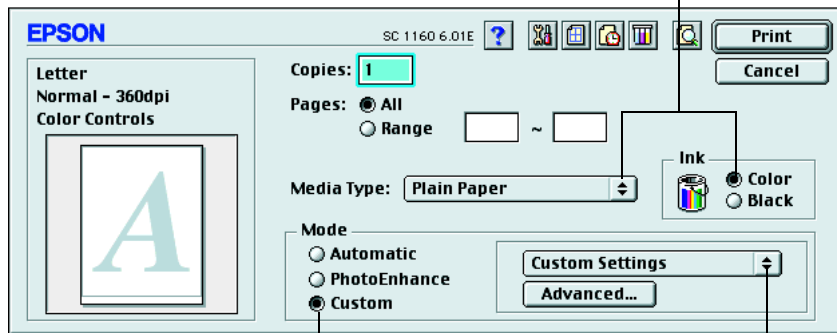 EPSON
SC 1160 6.01E
?
Print
Cancel
Letter
Normal – 360dpi
Color Controls
A
Copies: 1
Pages: All
Range ~
Media Type: Plain Paper
Ink
Color
Black
Mode
Automatic
PhotoEnhance
Custom
Custom Settings
Advanced...